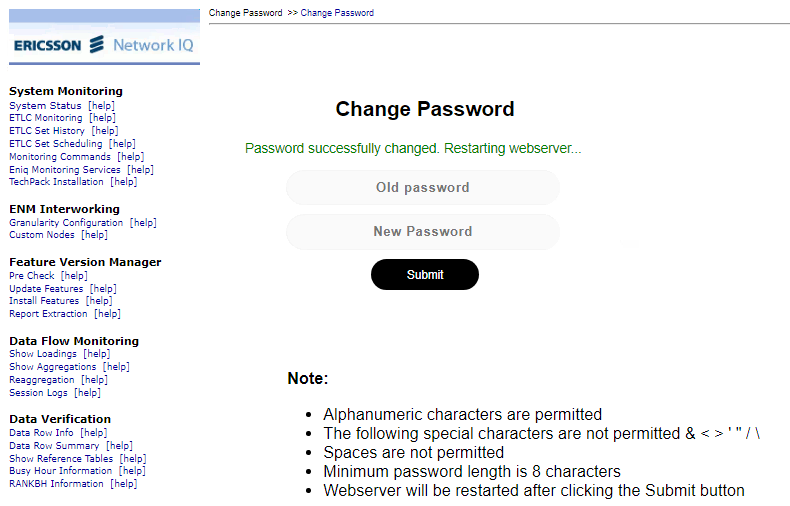 Change Password >> Change Password
ERICSSON Network IQ
System Monitoring
System Status [help]
ETLC Monitoring [help]
ETLC Set History [help]
ETLC Set Scheduling [help]
Monitoring Commands [help]
Eniq Monitoring Services [help]
TechPack Installation [help]
ENM Interworking
Granularity Configuration [help]
Custom Nodes [help]
Feature Version Manager
Pre Check [help]
Update Features [help]
Install Features [help]
Report Extraction [help]
Data Flow Monitoring
Show Loadings [help]
Show Aggregations [help]
Reaggregation [help]
Session Logs [help]
Data Verification
Data Row Info [help]
Data Row Summary [help]
Show Reference Tables [help]
Busy Hour Information [help]
RANKBH Information [help]
Change Password
Password successfully changed. Restarting webserver...
Old password
New Password
Submit
Note:
• Alphanumeric characters are permitted
• The following special characters are not permitted & < > ' " / \
• Spaces are not permitted
• Minimum password length is 8 characters
• Webserver will be restarted after clicking the Submit button